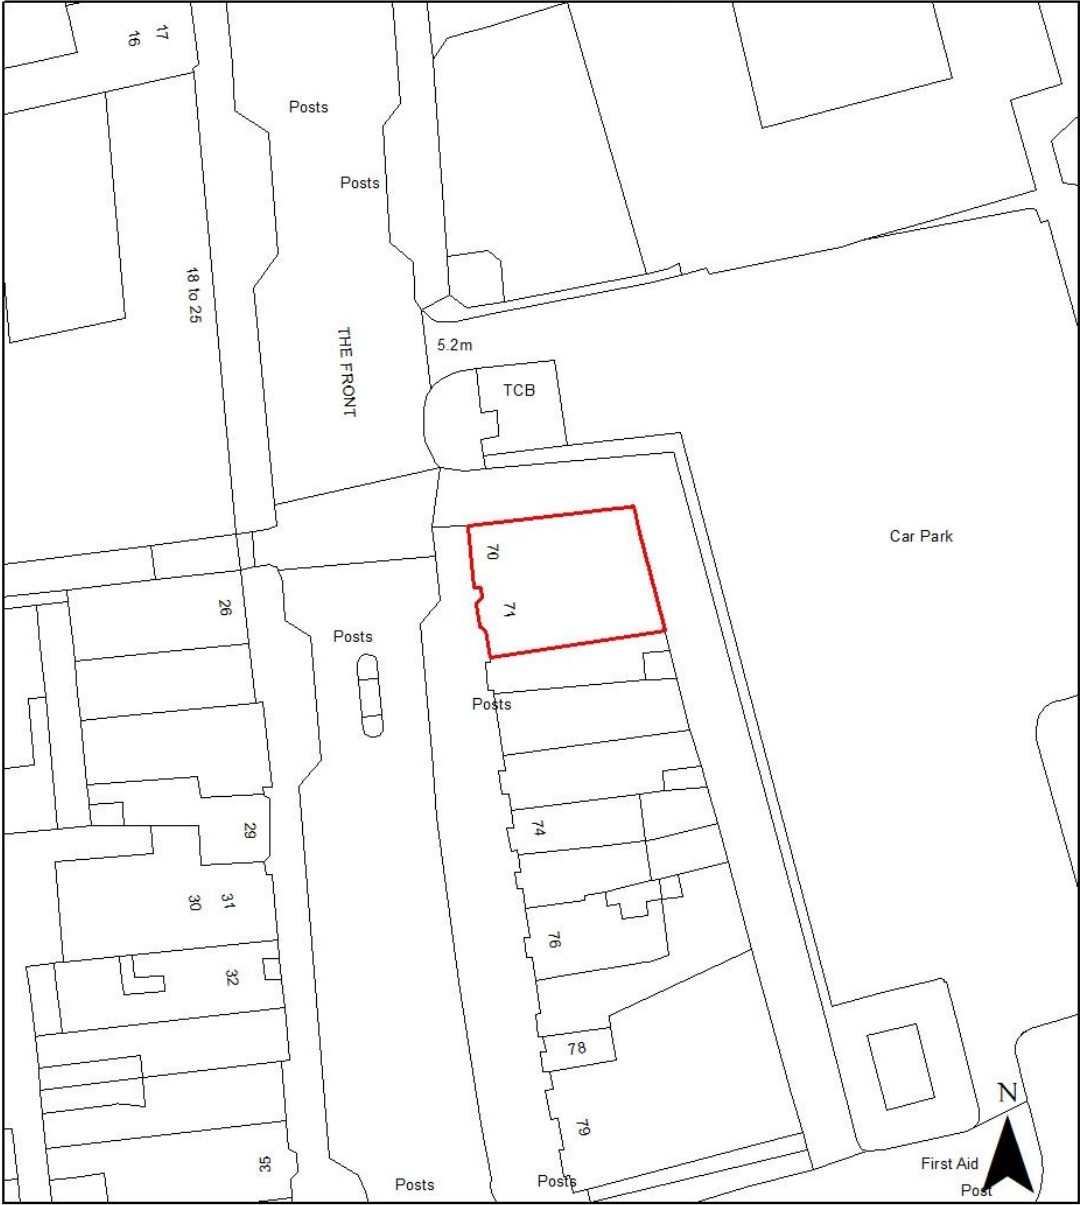 17
16
Posts
Posts
18 to 25
THE FRONT
5.2m
TCB
Car Park
70
71
26
Posts
Posts
74
29
31
30
76
32
78
79
35
N
First Aid
Post
Posts
Posts